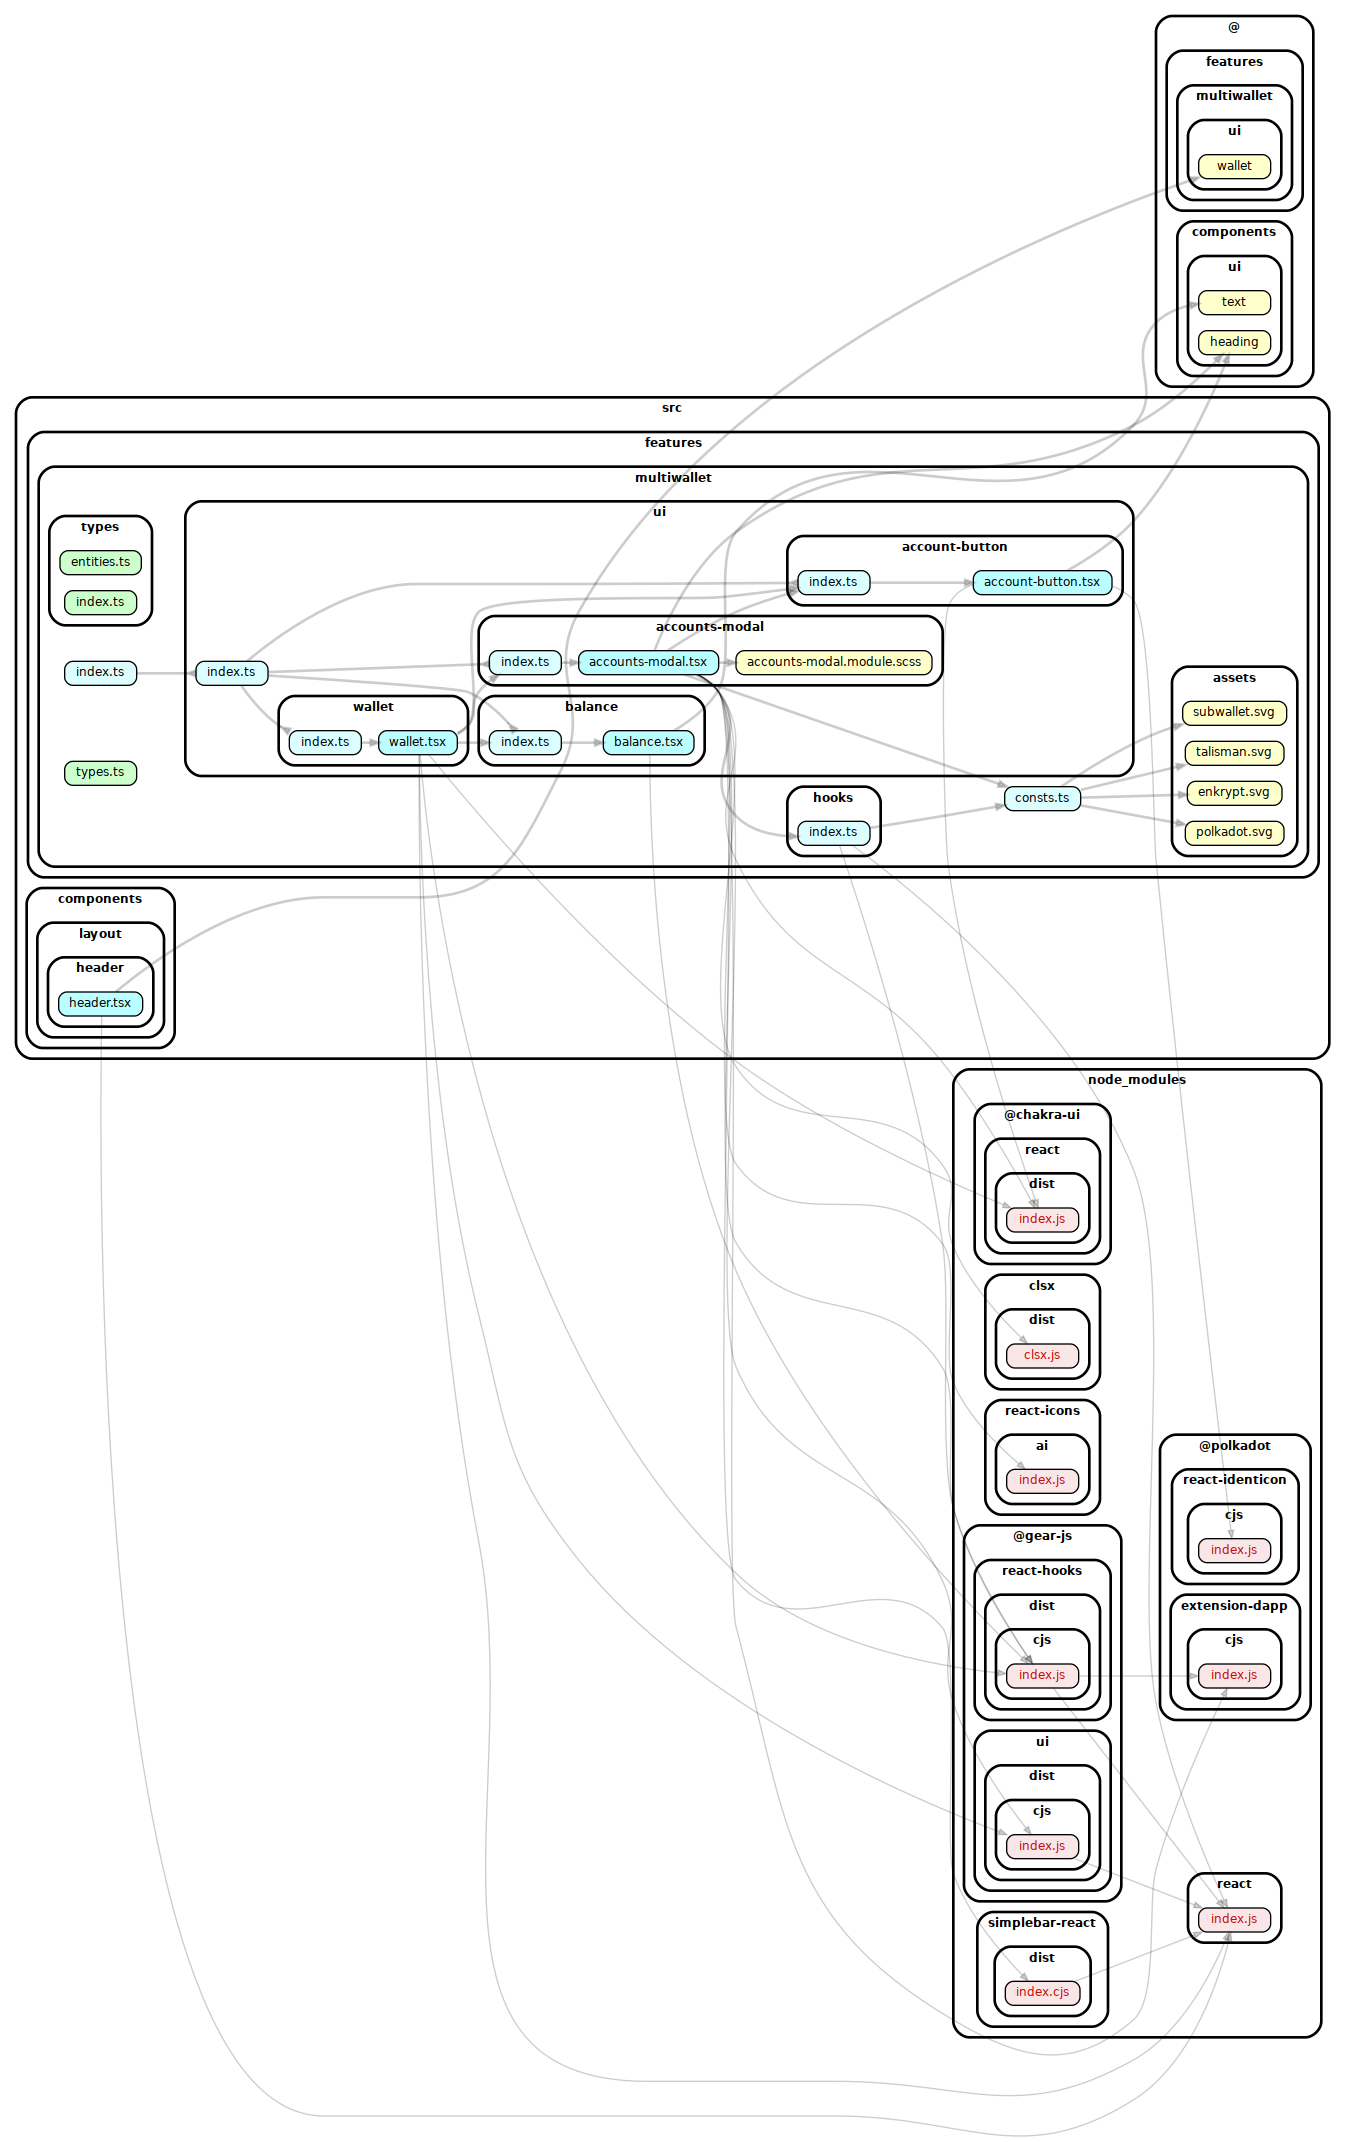 @
features
multiwallet
ui
wallet
components
ui
text
heading
src
features
multiwallet
types
entities.ts
index.ts
index.ts
types.ts
ui
index.ts
account-button
index.ts
account-button.tsx
accounts-modal
index.ts
accounts-modal.tsx
accounts-modal.module.scss
wallet
index.ts
wallet.tsx
balance
index.ts
balance.tsx
hooks
index.ts
consts.ts
assets
subwallet.svg
talisman.svg
enkrypt.svg
polkadot.svg
components
layout
header
header.tsx
node_modules
@chakra-ui
react
dist
index.js
clsx
dist
clsx.js
react-icons
ai
index.js
@gear-js
react-hooks
dist
cjs
index.js
ui
dist
cjs
index.js
simplebar-react
dist
index.cjs
@polkadot
react-identicon
cjs
index.js
extension-dapp
cjs
index.js
react
index.js